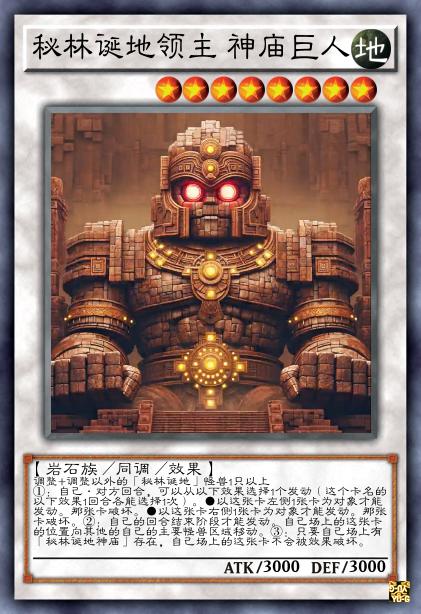 秘林诞地领主 神庙巨人
地
【岩石族／同调／效果】
调整+调整以外的「秘林诞地」怪兽1只以上
①：自己·对方回合，可以从以下效果选择1个发动（这个卡名的
以下效果1回合各能选择1次）。●以这张卡左侧1张卡为对象才能
发动。那张卡破坏。●以这张卡右侧1张卡为对象才能发动。那张
卡破坏。②：自己的回合结束阶段才能发动。自己场上的这张卡
的位置向其他的自己的主要怪兽区域移动。③：只要自己场上有
「秘林诞地神庙」存在，自己场上的这张卡不会被效果破坏。
ATK/3000 DEF/3000